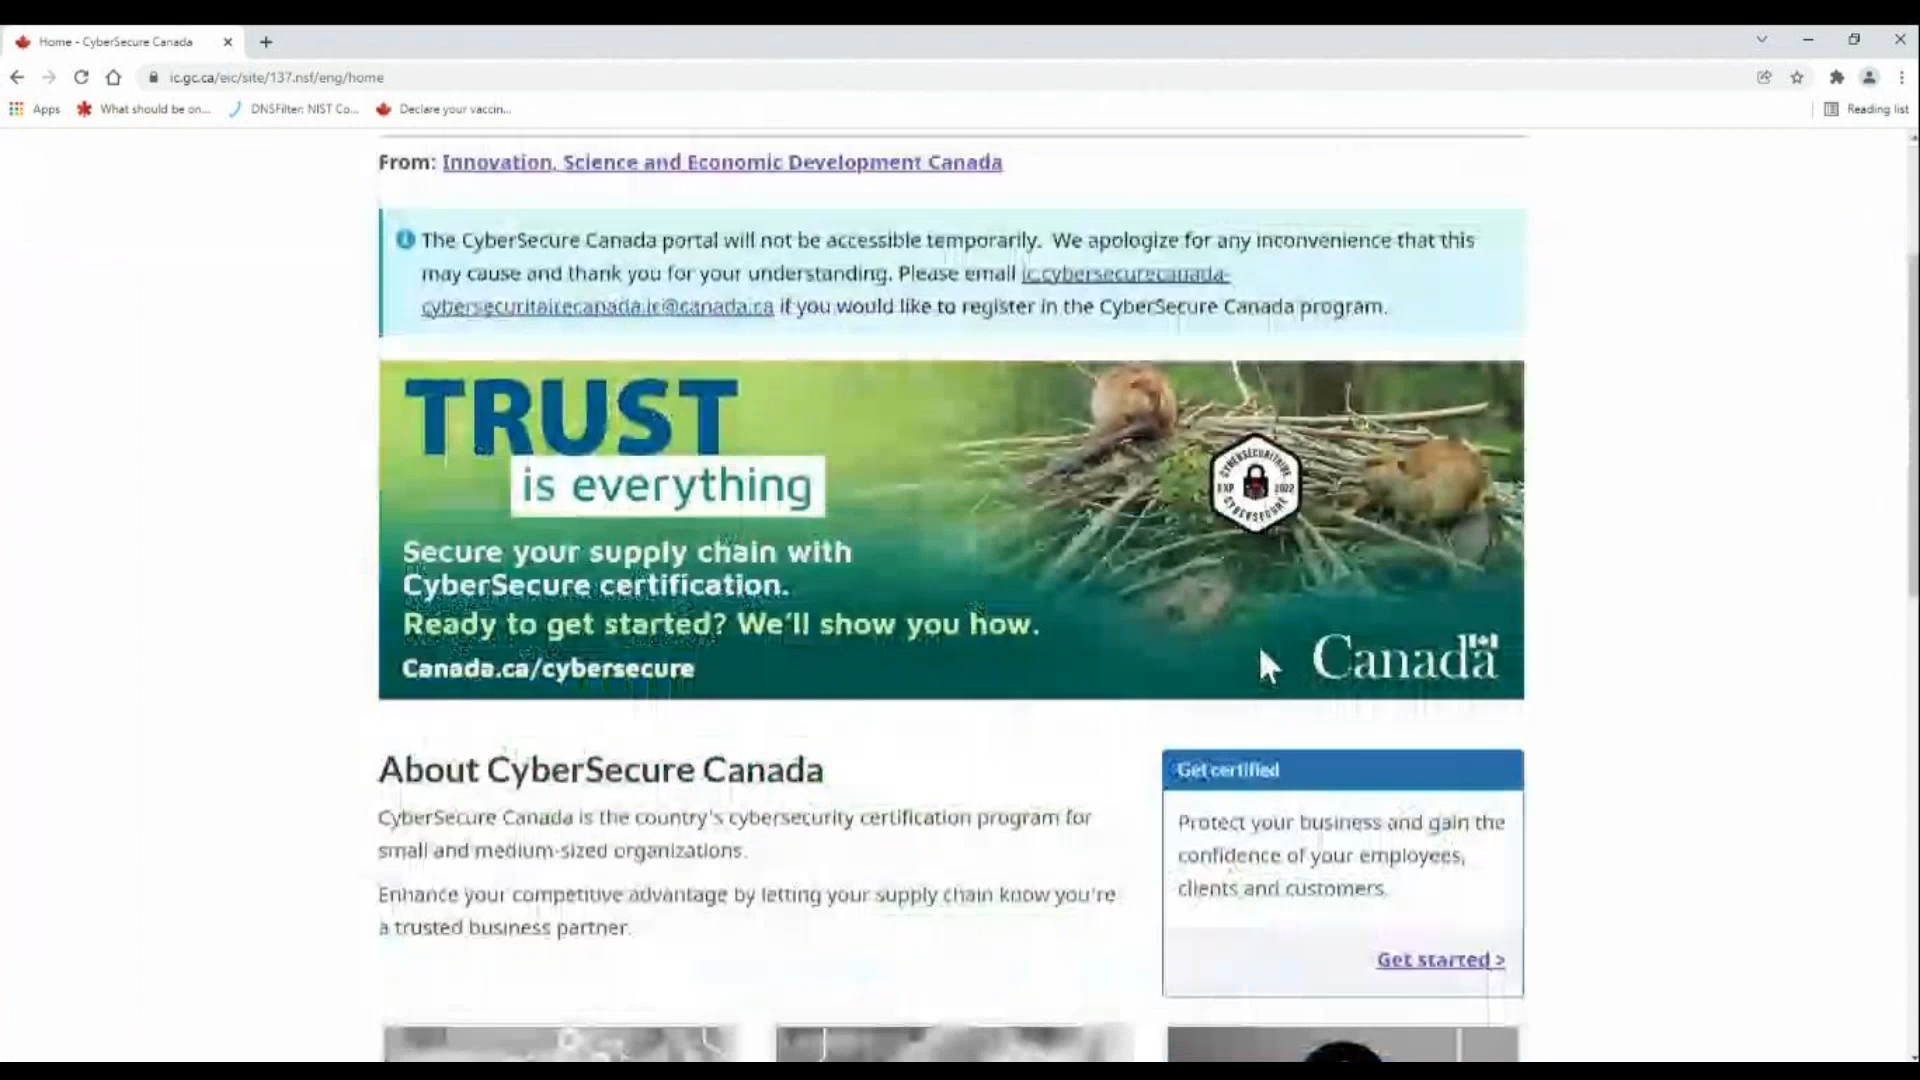 Home - CyberSecure Canada
ic.gc.ca/eic/site/137.nsf/eng/home
Apps
What should be on...
DNSFilter: NIST Co...
Declare your vaccin...
Reading list
From: Innovation, Science and Economic Development Canada
The CyberSecure Canada portal will not be accessible temporarily. We apologize for any inconvenience that this
may cause and thank you for your understanding. Please email ic.cybersecurecanada-
cybersecuritairecanada.ic@canada.ca if you would like to register in the CyberSecure Canada program.
TRUST
is everything
CYBERSÉCURITAIRE
EXP 2022
CYBERSECURE
Secure your supply chain with
CyberSecure certification.
Ready to get started? We'll show you how.
Canada.ca/cybersecure
Canada
About CyberSecure Canada
CyberSecure Canada is the country's cybersecurity certification program for
small and medium-sized organizations.
Enhance your competitive advantage by letting your supply chain know you're
a trusted business partner.
Get certified
Protect your business and gain the
confidence of your employees,
clients and customers.
Get started >